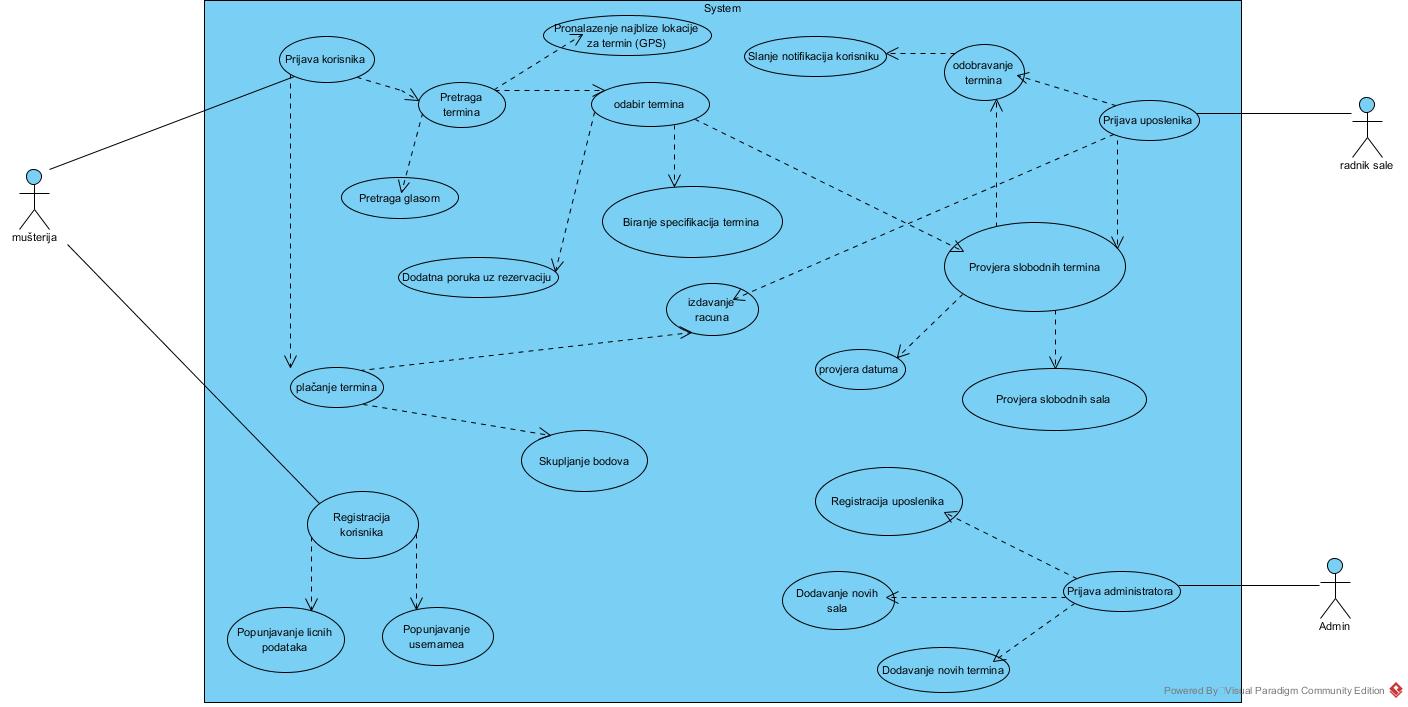 System
Pronalazenje najblize lokacije
za termin (GPS)
Prijava korisnika
Slanje notifikacija korisniku
odobravanje
termina
Pretraga
termina
odabir termina
Prijava uposlenika
radnik sale
Pretraga glasom
Biranje specifikacija termina
mušterija
Dodatna poruka uz rezervaciju
Provjera slobodnih termina
izdavanje
racuna
provjera datuma
plačanje termina
Provjera slobodnih sala
Skupljanje bodova
Registracija uposlenika
Registracija
korisnika
Dodavanje novih
sala
Prijava administratora
Admin
Popunjavanje licnih
podataka
Popunjavanje
usernamea
Dodavanje novih termina
Powered By Visual Paradigm Community Edition